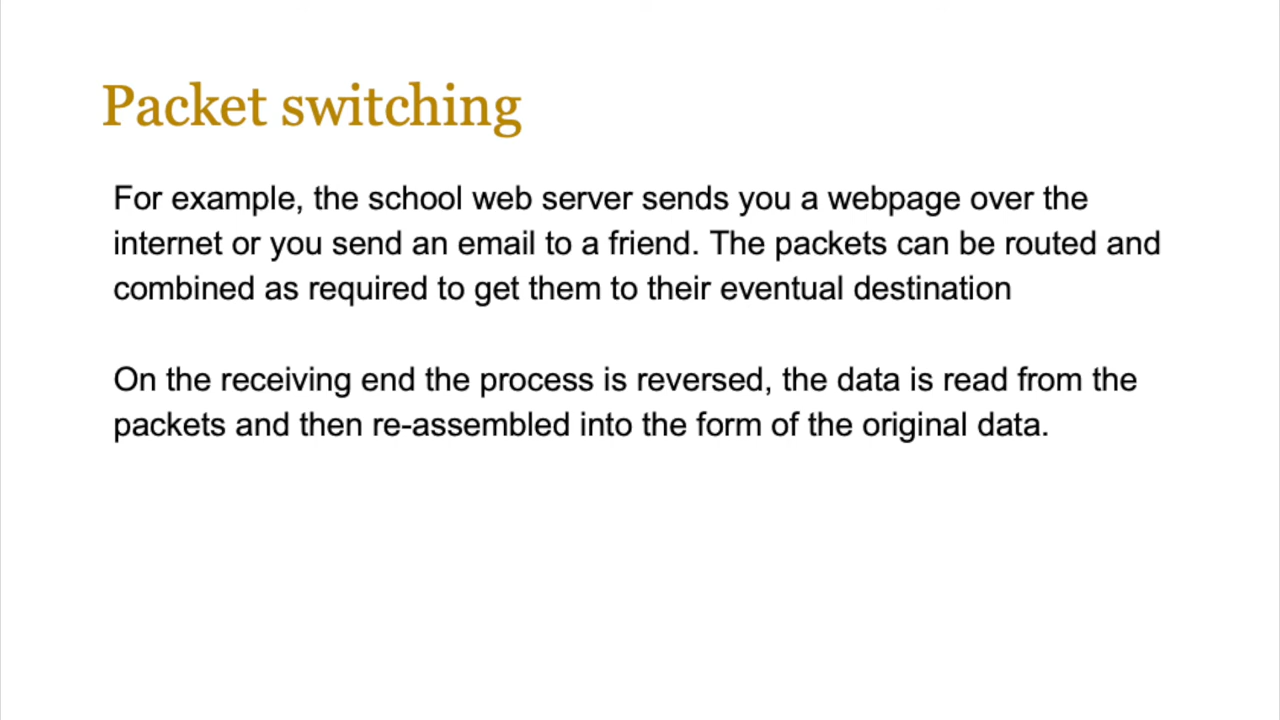 Packet switching
For example, the school web server sends you a webpage over the
internet or you send an email to a friend. The packets can be routed and
combined as required to get them to their eventual destination
On the receiving end the process is reversed, the data is read from the
packets and then re-assembled into the form of the original data.